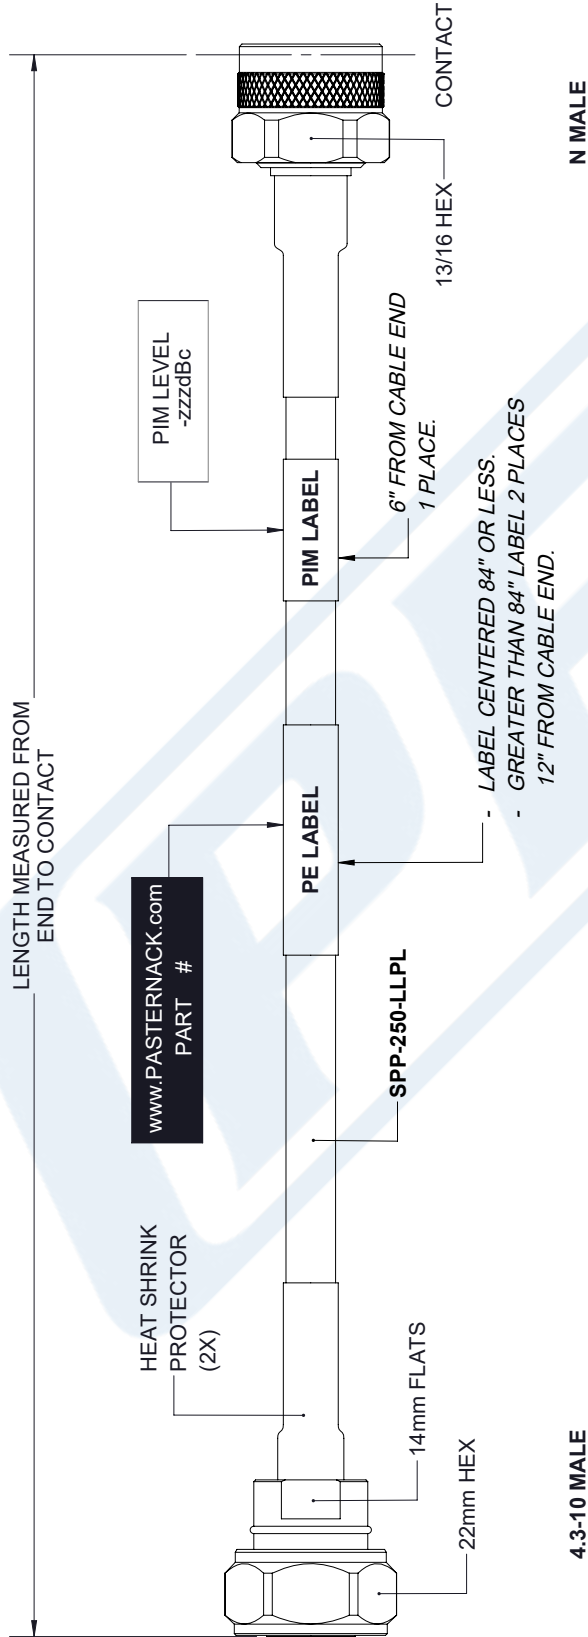 LENGTH MEASURED FROM
END TO CONTACT
www.PASTERNACK.com
PART #
PIM LEVEL
-zzzdBc
HEAT SHRINK
PROTECTOR
(2X)
PE LABEL
PIM LABEL
14mm FLATS
22mm HEX
SPP-250-LLPL
6" FROM CABLE END
1 PLACE.
13/16 HEX
CONTACT
- LABEL CENTERED 84" OR LESS.
- GREATER THAN 84" LABEL 2 PLACES
12" FROM CABLE END.
4.3-10 MALE
N MALE